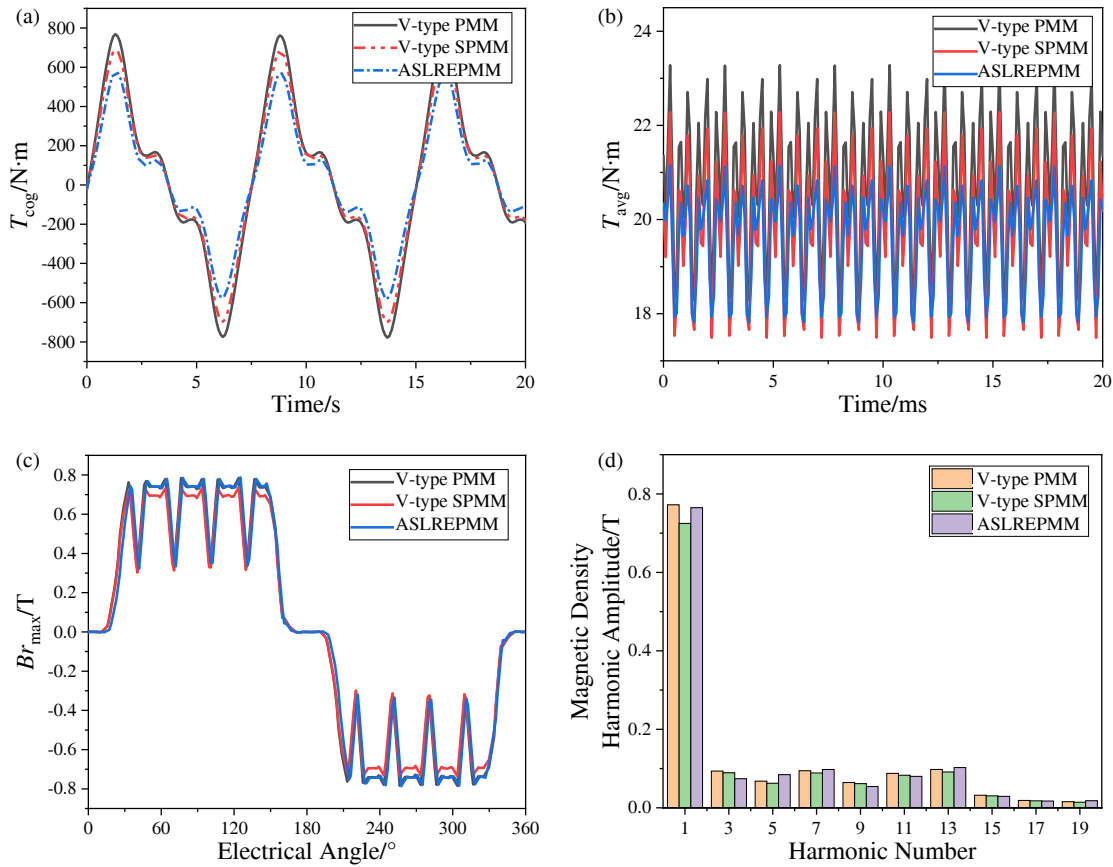 (a)
V-type PMM
V-type SPMM
ASLREPMM
800
600
400
200
0
-200
-400
-600
-800
T_cog/N·m
0
5
10
15
20
Time/s
(b)
V-type PMM
V-type SPMM
ASLREPMM
24
22
20
18
T_avg/N·m
0
5
10
15
20
Time/ms
(c)
V-type PMM
V-type SPMM
ASLREPMM
0.8
0.6
0.4
0.2
0.0
-0.2
-0.4
-0.6
-0.8
Br_max/T
0
60
120
180
240
300
360
Electrical Angle/°
(d)
V-type PMM
V-type SPMM
ASLREPMM
0.8
0.6
0.4
0.2
0.0
Magnetic Density
Harmonic Amplitude/T
1
3
5
7
9
11
13
15
17
19
Harmonic Number